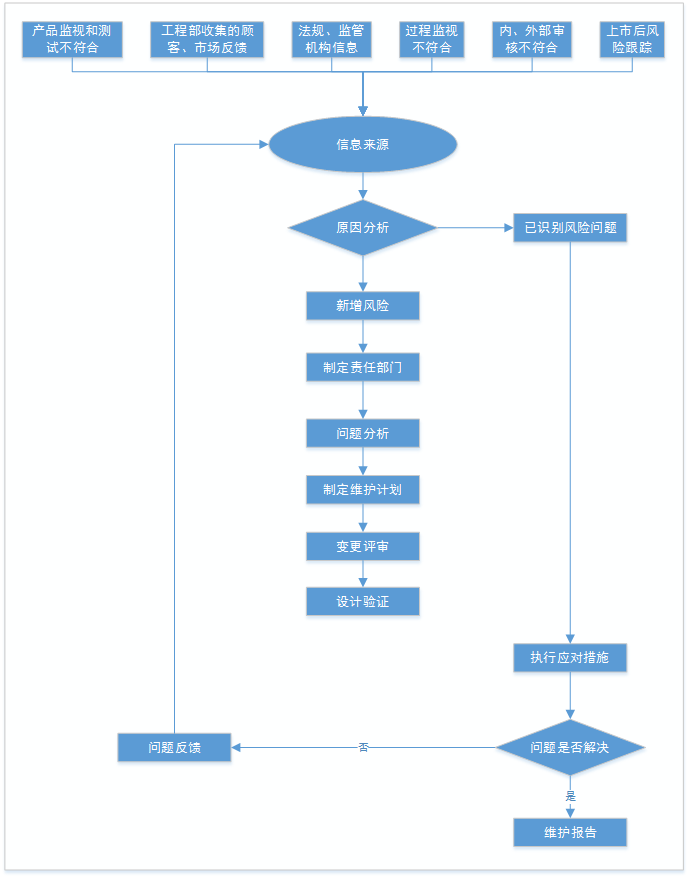 产品监视和测
试不符合
工程部收集的顾
客、市场反馈
法规、监管
机构信息
过程监视
不符合
内、外部审
核不符合
上市后风
险跟踪
信息来源
原因分析
已识别风险问题
新增风险
制定责任部门
问题分析
制定维护计划
变更评审
设计验证
执行应对措施
问题是否解决
否
问题反馈
是
维护报告